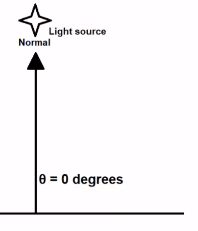 Light source
Normal
θ = 0 degrees